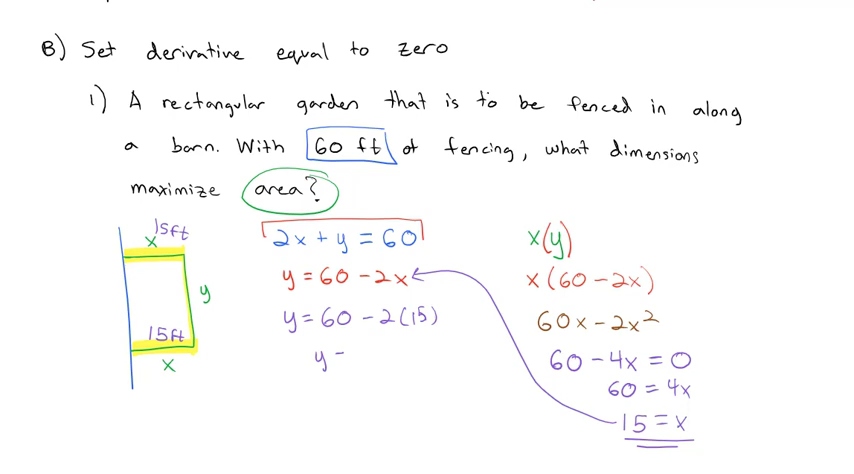 B) Set derivative equal to zero
1) A rectangular garden that is to be fenced in along
a barn. With 60 ft of fencing, what dimensions
maximize area?
15ft
x
y
15ft
x
2x + y = 60
y = 60 - 2x
y = 60 - 2(15)
y =
x(y)
x(60 - 2x)
60x - 2x²
60 - 4x = 0
60 = 4x
15 = x